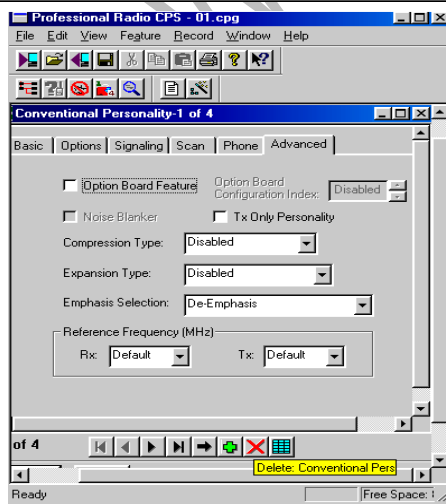 Professional Radio CPS - 01.cpg
File Edit View Feature Record Window Help
Conventional Personality-1 of 4
Basic Options Signaling Scan Phone Advanced
Option Board Feature
Option Board
Configuration Index:
Disabled
Noise Blanker
Tx Only Personality
Compression Type: Disabled
Expansion Type: Disabled
Emphasis Selection: De-Emphasis
Reference Frequency (MHz)
Rx: Default Tx: Default
of 4
Delete: Conventional Pers
Ready Free Space: